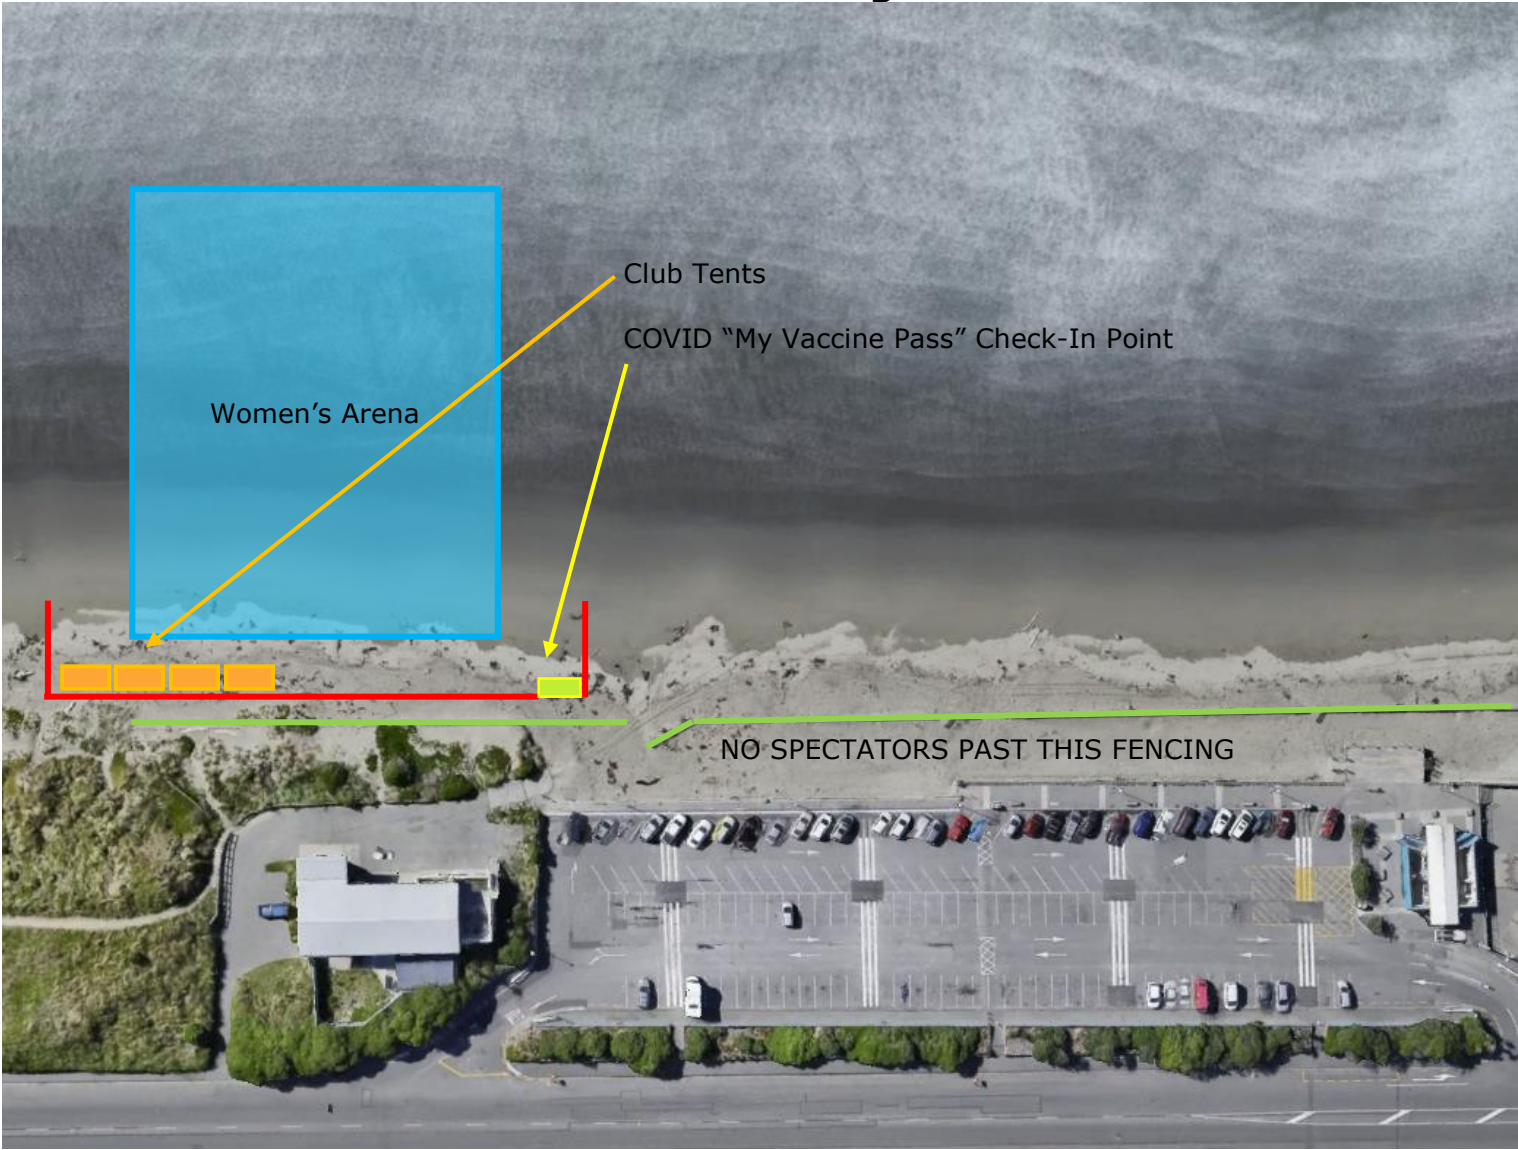 Club Tents
COVID “My Vaccine Pass” Check-In Point
Women’s Arena
NO SPECTATORS PAST THIS FENCING